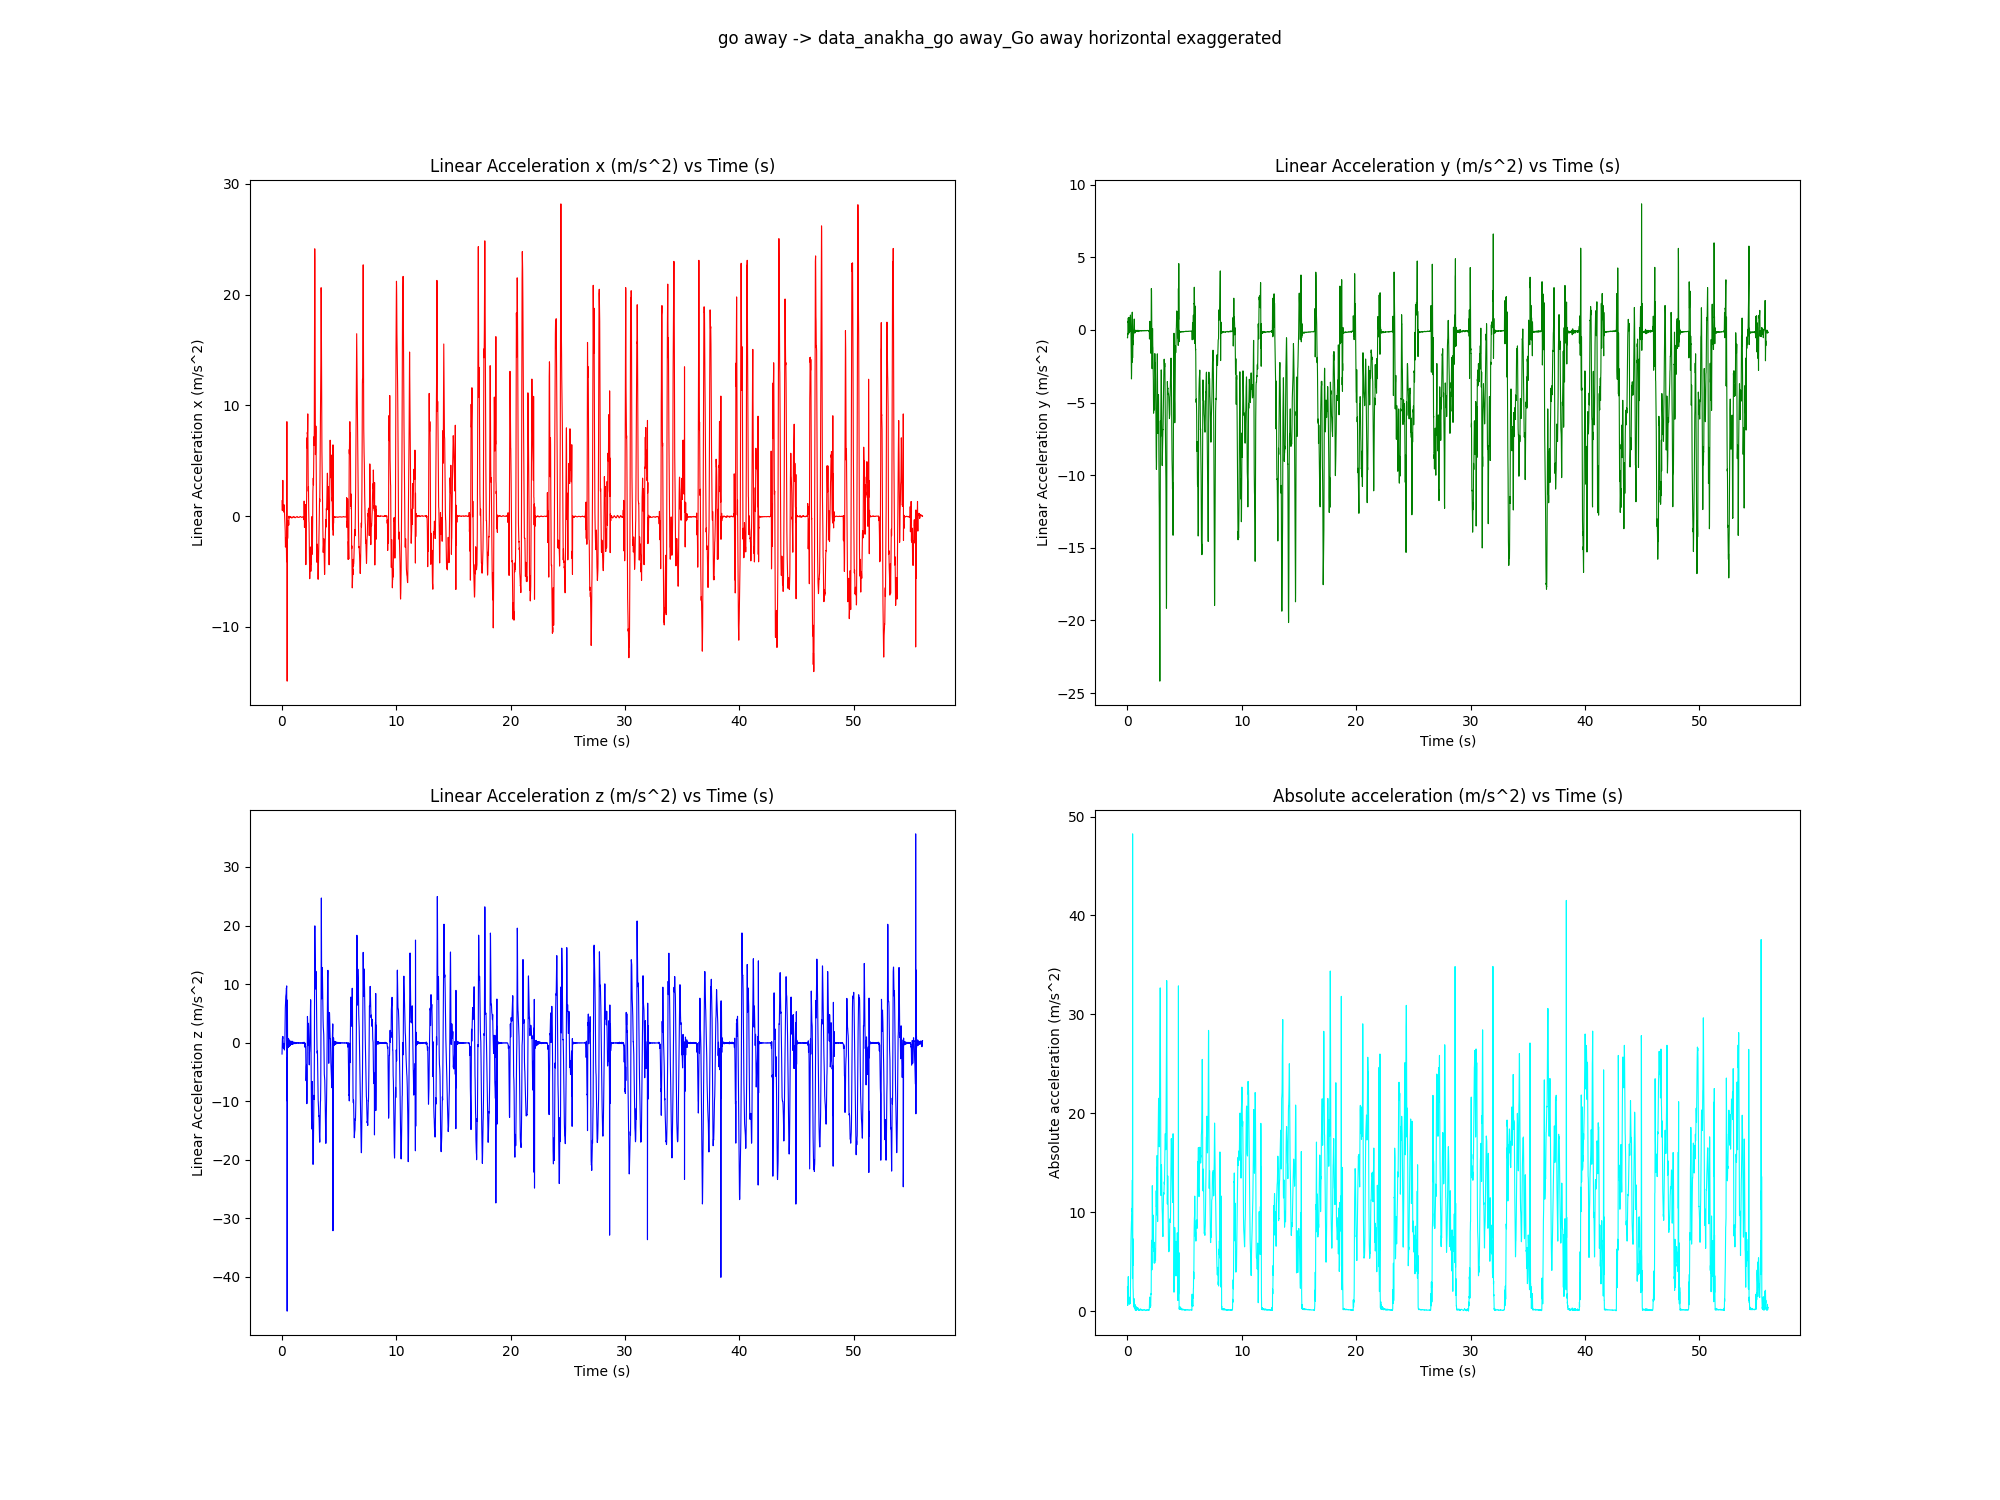 go away -> data_anakha_go away_Go away horizontal exaggerated
Linear Acceleration x (m/s^2) vs Time (s)
Linear Acceleration x (m/s^2)
30
20
10
0
−10
0 10 20 30 40 50
Time (s)
Linear Acceleration y (m/s^2) vs Time (s)
Linear Acceleration y (m/s^2)
10
5
0
−5
−10
−15
−20
−25
0 10 20 30 40 50
Time (s)
Linear Acceleration z (m/s^2) vs Time (s)
Linear Acceleration z (m/s^2)
30
20
10
0
−10
−20
−30
−40
0 10 20 30 40 50
Time (s)
Absolute acceleration (m/s^2) vs Time (s)
Absolute acceleration (m/s^2)
50
40
30
20
10
0
0 10 20 30 40 50
Time (s)